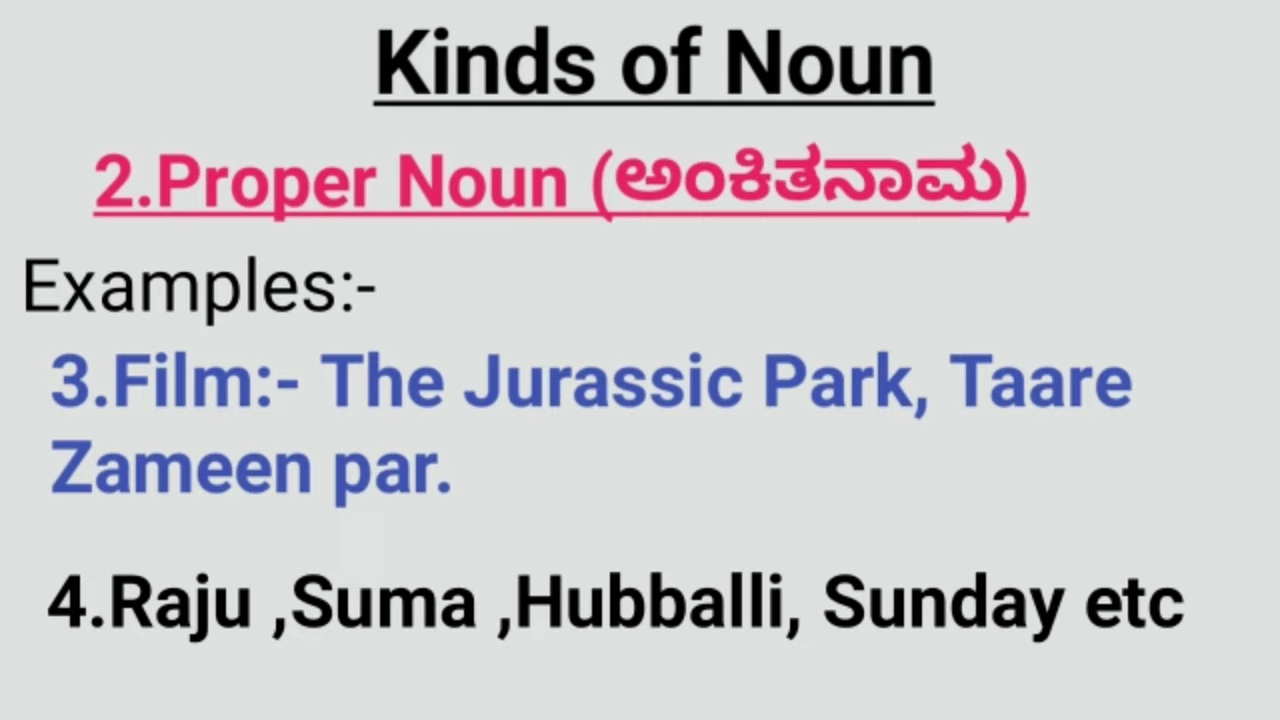 Kinds of Noun
2.Proper Noun (ಅಂಕಿತನಾಮ)
Examples:-
3.Film:- The Jurassic Park, Taare
Zameen par.
4.Raju ,Suma ,Hubballi, Sunday etc